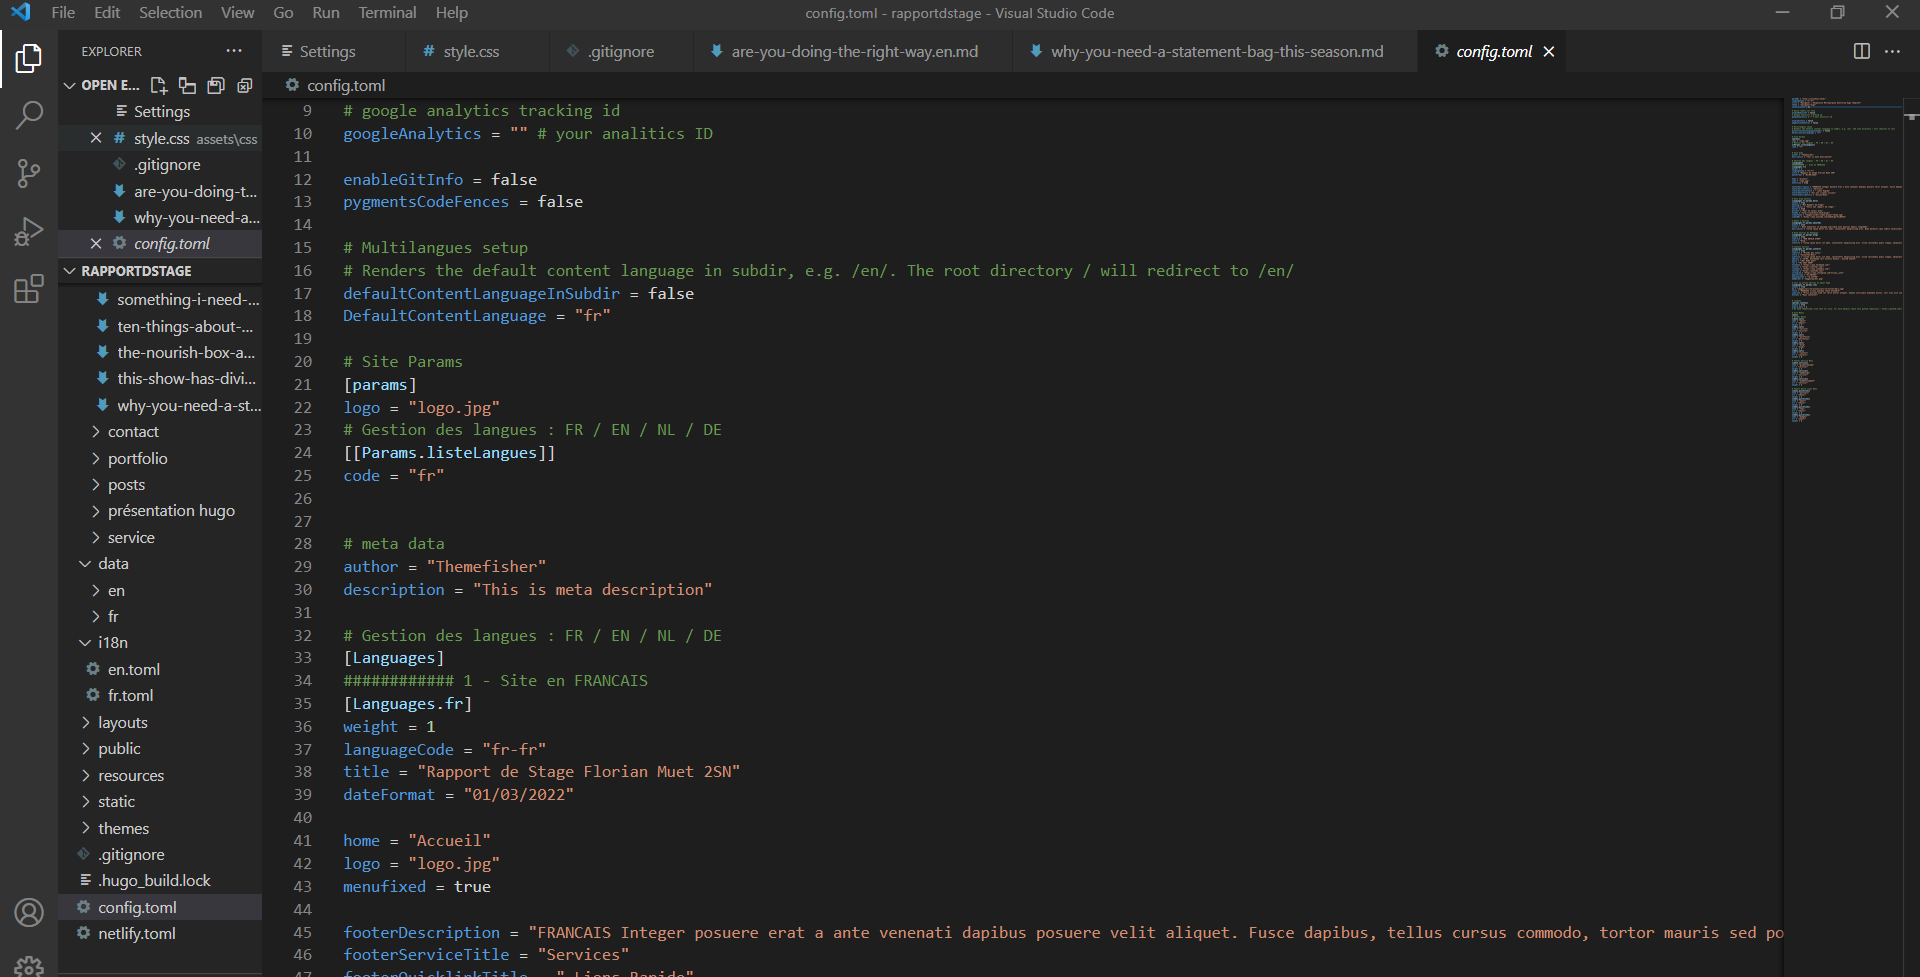 File Edit Selection View Go Run Terminal Help
config.toml - rapportdstage - Visual Studio Code
EXPLORER
Settings
style.css
.gitignore
are-you-doing-the-right-way.en.md
why-you-need-a-statement-bag-this-season.md
config.toml
OPEN E...
Settings
# style.css assets\css
.gitignore
are-you-doing-t...
why-you-need-a...
config.toml
RAPPORTDSTAGE
something-i-need-...
ten-things-about-...
the-nourish-box-a...
this-show-has-divi...
why-you-need-a-st...
contact
portfolio
posts
présentation hugo
service
data
en
fr
i18n
en.toml
fr.toml
layouts
public
resources
static
themes
.gitignore
.hugo_build.lock
config.toml
netlify.toml
config.toml
9 # google analytics tracking id
10 googleAnalytics = "" # your analitics ID
11
12 enableGitInfo = false
13 pygmentsCodeFences = false
14
15 # Multilangues setup
16 # Renders the default content language in subdir, e.g. /en/. The root directory / will redirect to /en/
17 defaultContentLanguageInSubdir = false
18 DefaultContentLanguage = "fr"
19
20 # Site Params
21 [params]
22 logo = "logo.jpg"
23 # Gestion des langues : FR / EN / NL / DE
24 [[Params.listeLangues]]
25 code = "fr"
26
27
28 # meta data
29 author = "Themefisher"
30 description = "This is meta description"
31
32 # Gestion des langues : FR / EN / NL / DE
33 [Languages]
34 ############ 1 - Site en FRANCAIS
35 [Languages.fr]
36 weight = 1
37 languageCode = "fr-fr"
38 title = "Rapport de Stage Florian Muet 2SN"
39 dateFormat = "01/03/2022"
40
41 home = "Accueil"
42 logo = "logo.jpg"
43 menufixed = true
44
45 footerDescription = "FRANCAIS Integer posuere erat a ante venenati dapibus posuere velit aliquet. Fusce dapibus, tellus cursus commodo, tortor mauris sed po
46 footerServiceTitle = "Services"
47 footerQuicklinkTitle = " Liens Rapide"